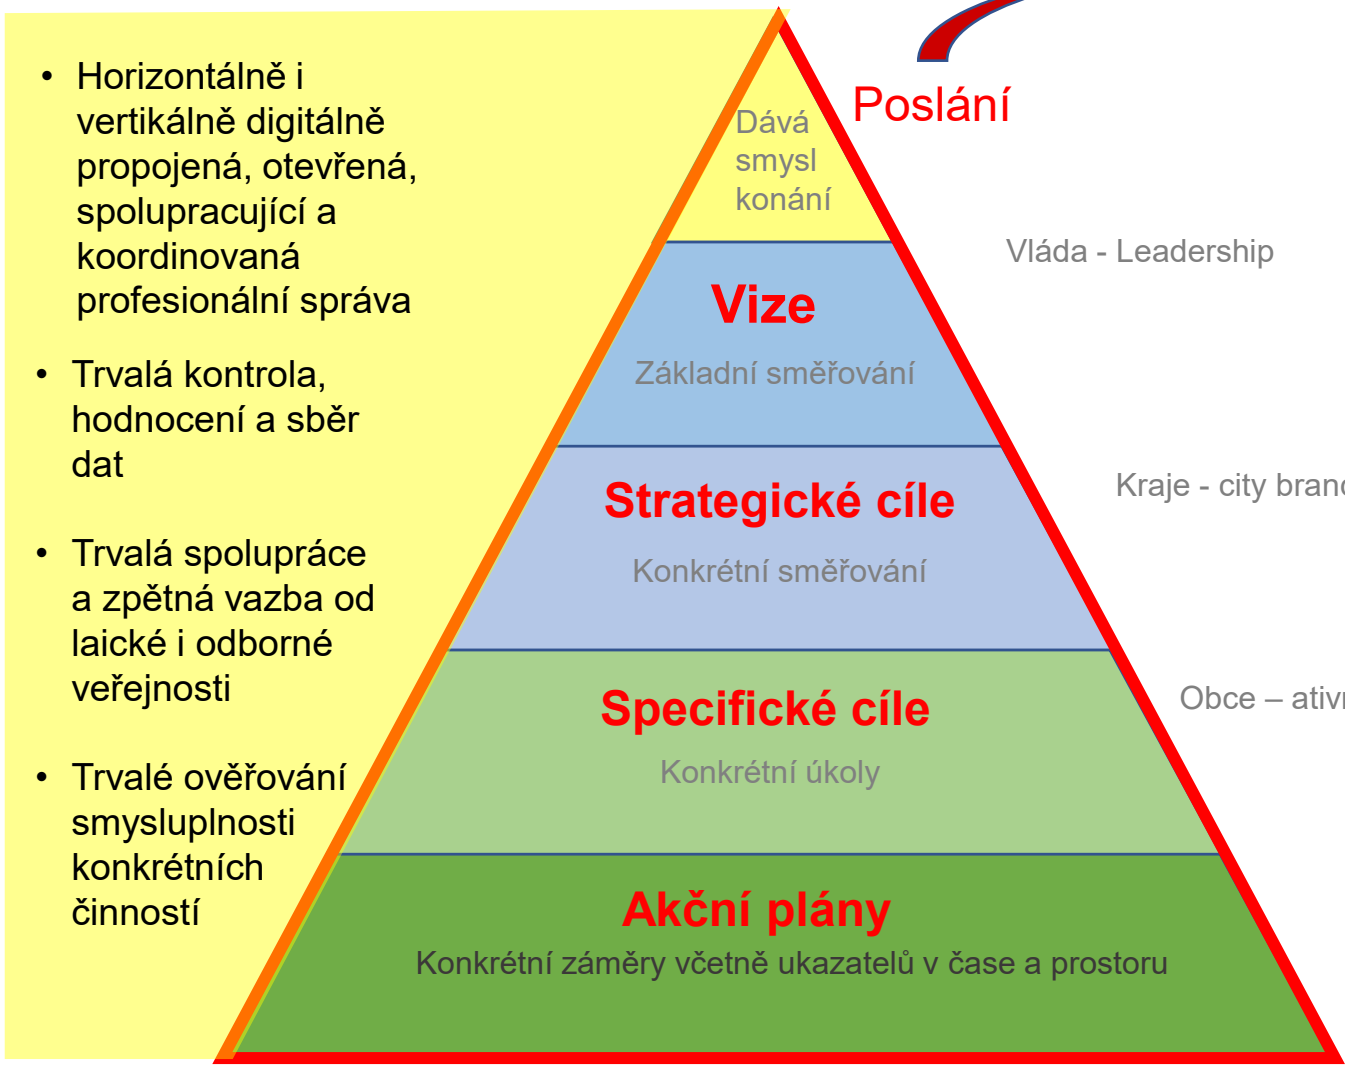 • Horizontálně i
vertikálně digitálně
propojená, otevřená,
spolupracující a
koordinovaná
profesionální správa
• Trvalá kontrola,
hodnocení a sběr
dat
• Trvalá spolupráce
a zpětná vazba od
laické i odborné
veřejnosti
• Trvalé ověřování
smysluplnosti
konkrétních
činností
Poslání
Dává
smysl
konání
Vláda - Leadership
Vize
Základní směřování
Strategické cíle
Konkrétní směřování
Kraje - city
Specifické cíle
Konkrétní úkoly
Obce –
Akční plány
Konkrétní záměry včetně ukazatelů v čase a prostoru